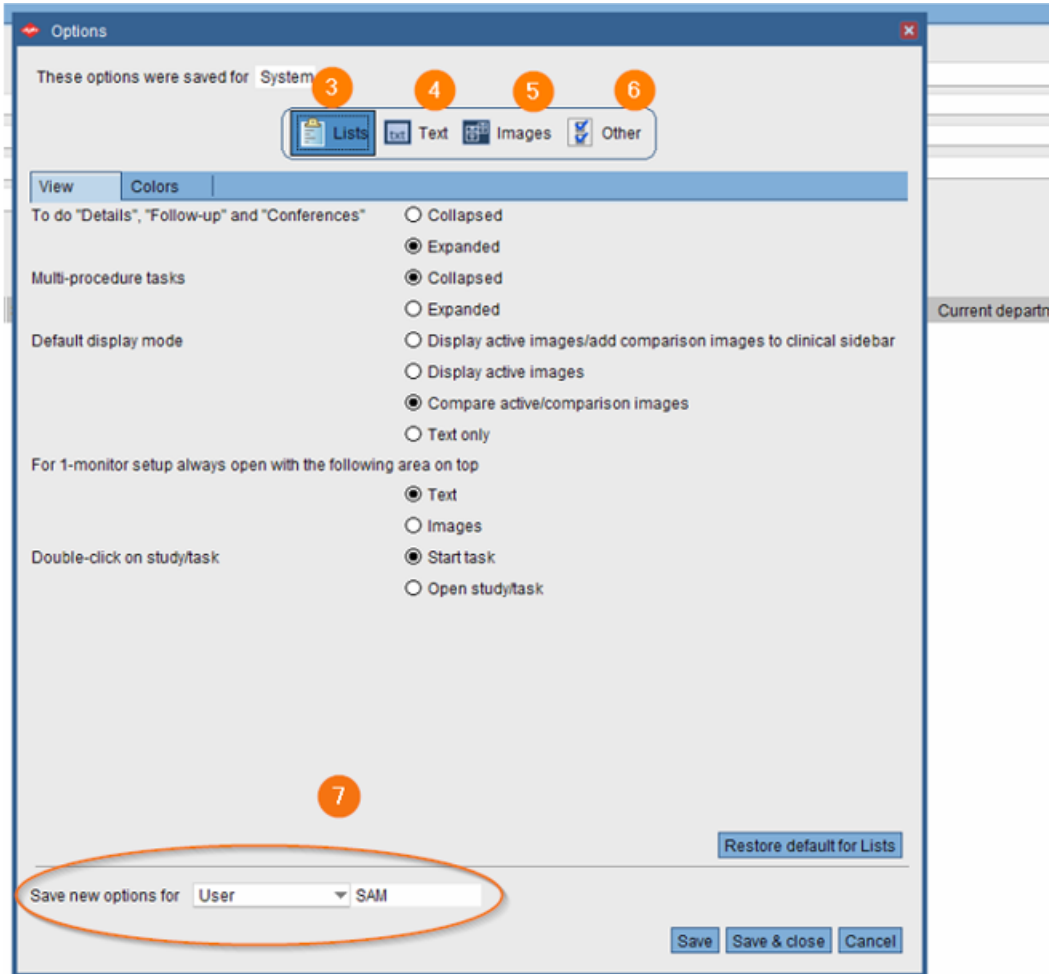 Options
These options were saved for System
3 4 5 6
Lists txt Text Images Other
View Colors
To do "Details", "Follow-up" and "Conferences" Collapsed
Expanded
Multi-procedure tasks Collapsed
Expanded
Current departm
Default display mode Display active images/add comparison images to clinical sidebar
Display active images
Compare active/comparison images
Text only
For 1-monitor setup always open with the following area on top
Text
Images
Double-click on study/task Start task
Open study/task
7
Restore default for Lists
Save new options for User SAM
Save Save & close Cancel